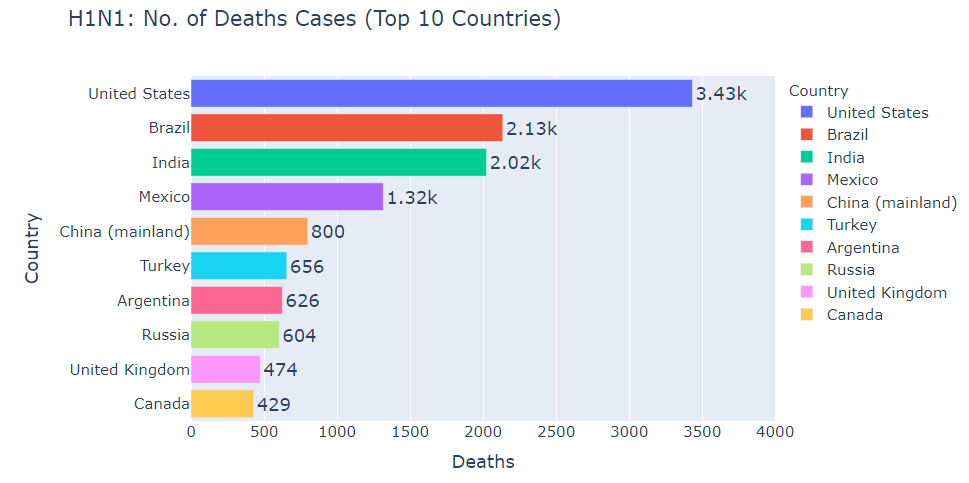 H1N1: No. of Deaths Cases (Top 10 Countries)
Country
United States
3.43k
Brazil
2.13k
India
2.02k
Mexico
1.32k
China (mainland)
800
Turkey
656
Argentina
626
Russia
604
United Kingdom
474
Canada
429
0 500 1000 1500 2000 2500 3000 3500 4000
Deaths
Country
United States
Brazil
India
Mexico
China (mainland)
Turkey
Argentina
Russia
United Kingdom
Canada